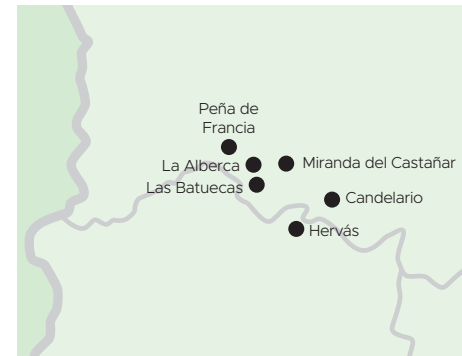 Peña de
Francia
La Alberca
Miranda del Castañar
Las Batuecas
Candelario
Hervás